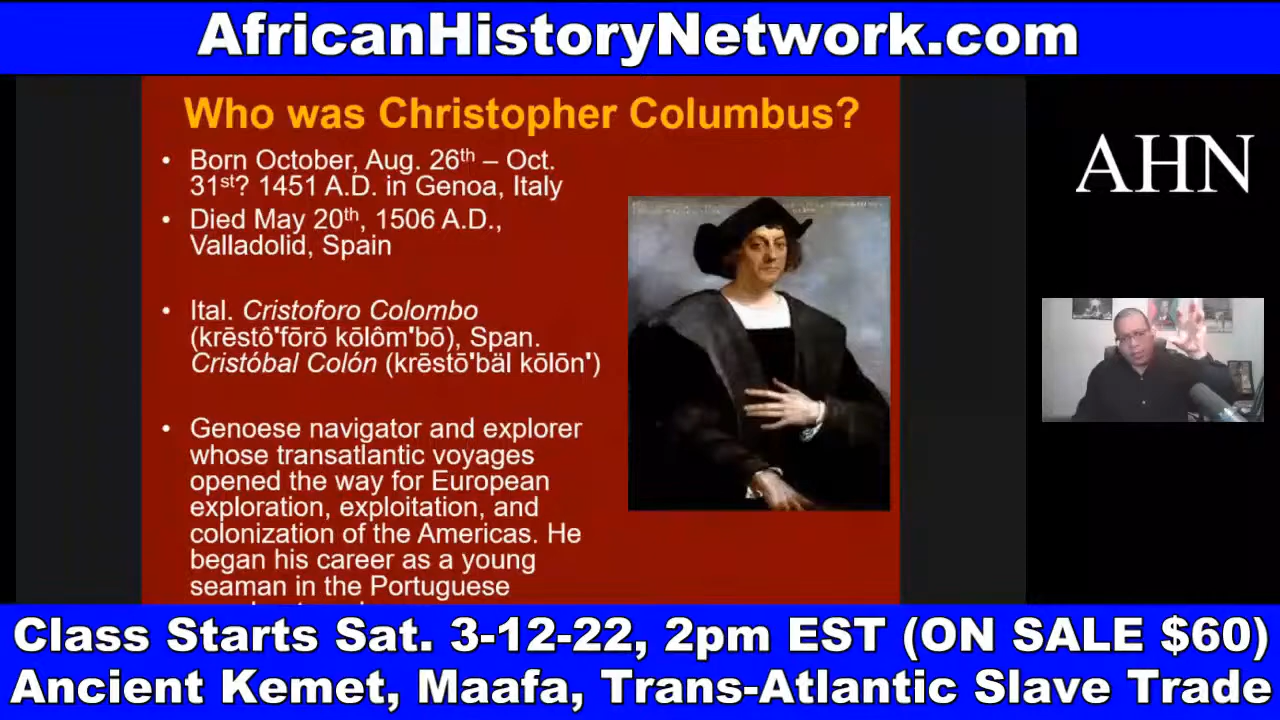 AfricanHistoryNetwork.com
Who was Christopher Columbus?
• Born October, Aug. 26th – Oct.
31st? 1451 A.D. in Genoa, Italy
• Died May 20th, 1506 A.D.,
Valladolid, Spain
• Ital. Cristoforo Colombo
(krēstô'fōrō kōlôm'bō), Span.
Cristóbal Colón (krēstō'bäl kōlōn')
• Genoese navigator and explorer
whose transatlantic voyages
opened the way for European
exploration, exploitation, and
colonization of the Americas. He
began his career as a young
seaman in the Portuguese
AHN
Class Starts Sat. 3-12-22, 2pm EST (ON SALE $60)
Ancient Kemet, Maafa, Trans-Atlantic Slave Trade